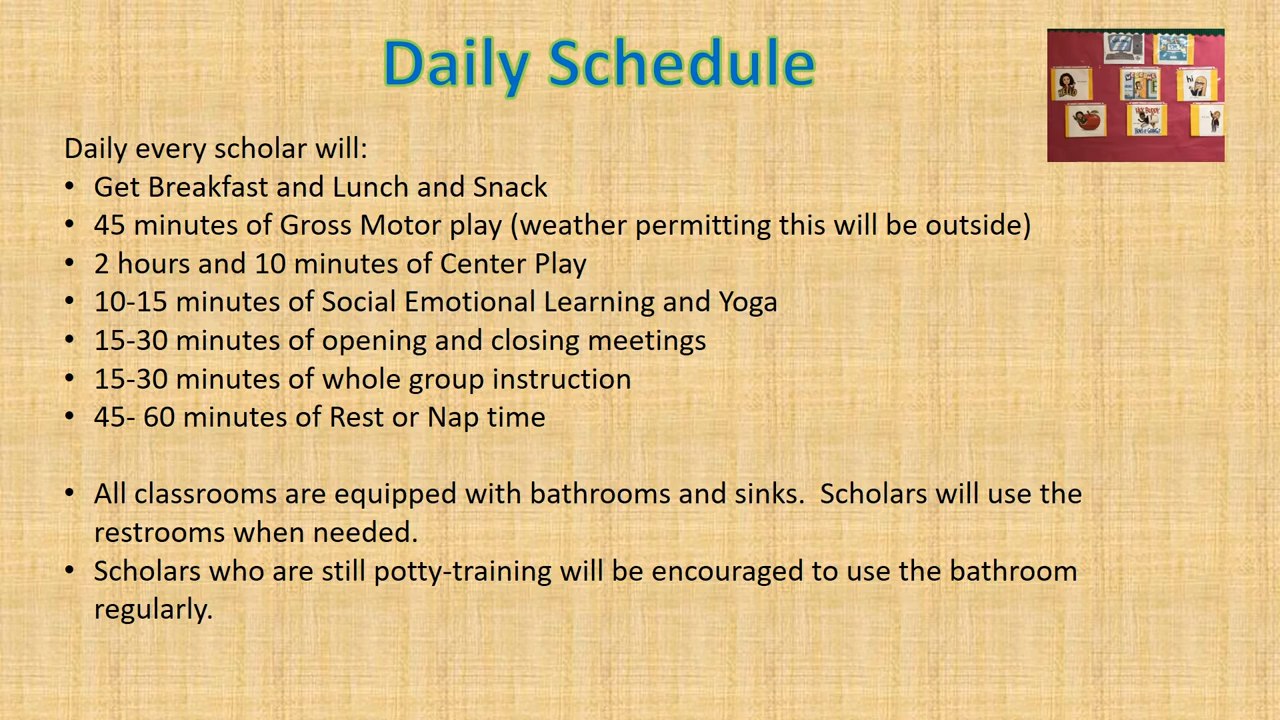 Daily Schedule
Daily every scholar will:
• Get Breakfast and Lunch and Snack
• 45 minutes of Gross Motor play (weather permitting this will be outside)
• 2 hours and 10 minutes of Center Play
• 10-15 minutes of Social Emotional Learning and Yoga
• 15-30 minutes of opening and closing meetings
• 15-30 minutes of whole group instruction
• 45- 60 minutes of Rest or Nap time
• All classrooms are equipped with bathrooms and sinks.  Scholars will use the
restrooms when needed.
• Scholars who are still potty-training will be encouraged to use the bathroom
regularly.
hi